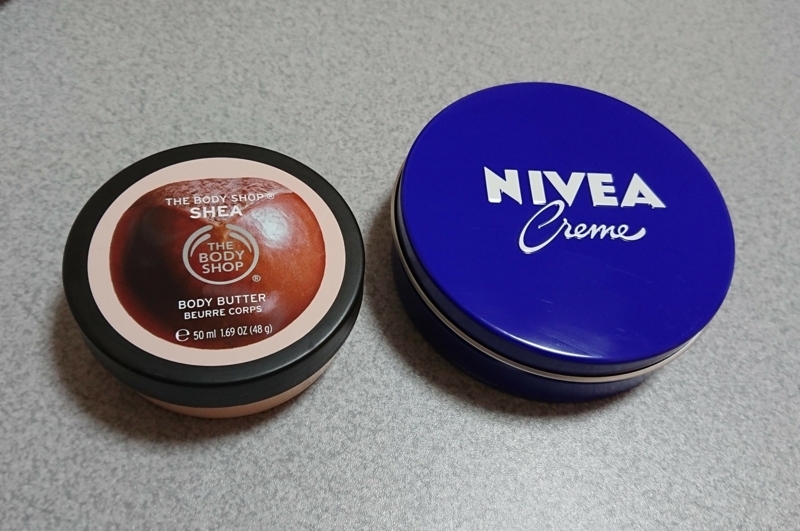 THE BODY SHOP®
SHEA
THE
BODY
SHOP
®
BODY BUTTER
BEURRE CORPS
℮ 50 ml 1.69 OZ (48 g)
NIVEA
Creme